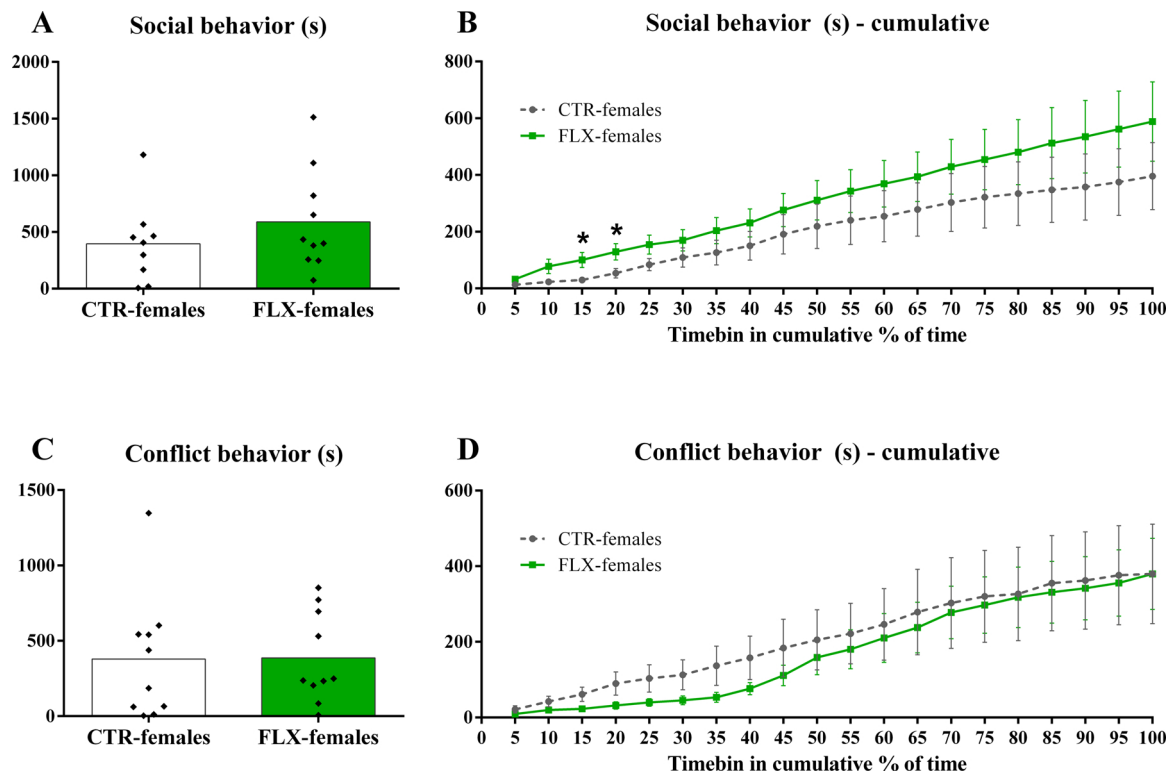 A
Social behavior (s)
2000
1500
1000
500
0
CTR-females FLX-females
B
Social behavior (s) - cumulative
800
600
400
200
0
CTR-females
FLX-females
* *
0 5 10 15 20 25 30 35 40 45 50 55 60 65 70 75 80 85 90 95 100
Timebin in cumulative % of time
C
Conflict behavior (s)
1500
1000
500
0
CTR-females FLX-females
D
Conflict behavior (s) - cumulative
600
400
200
0
CTR-females
FLX-females
0 5 10 15 20 25 30 35 40 45 50 55 60 65 70 75 80 85 90 95 100
Timebin in cumulative % of time